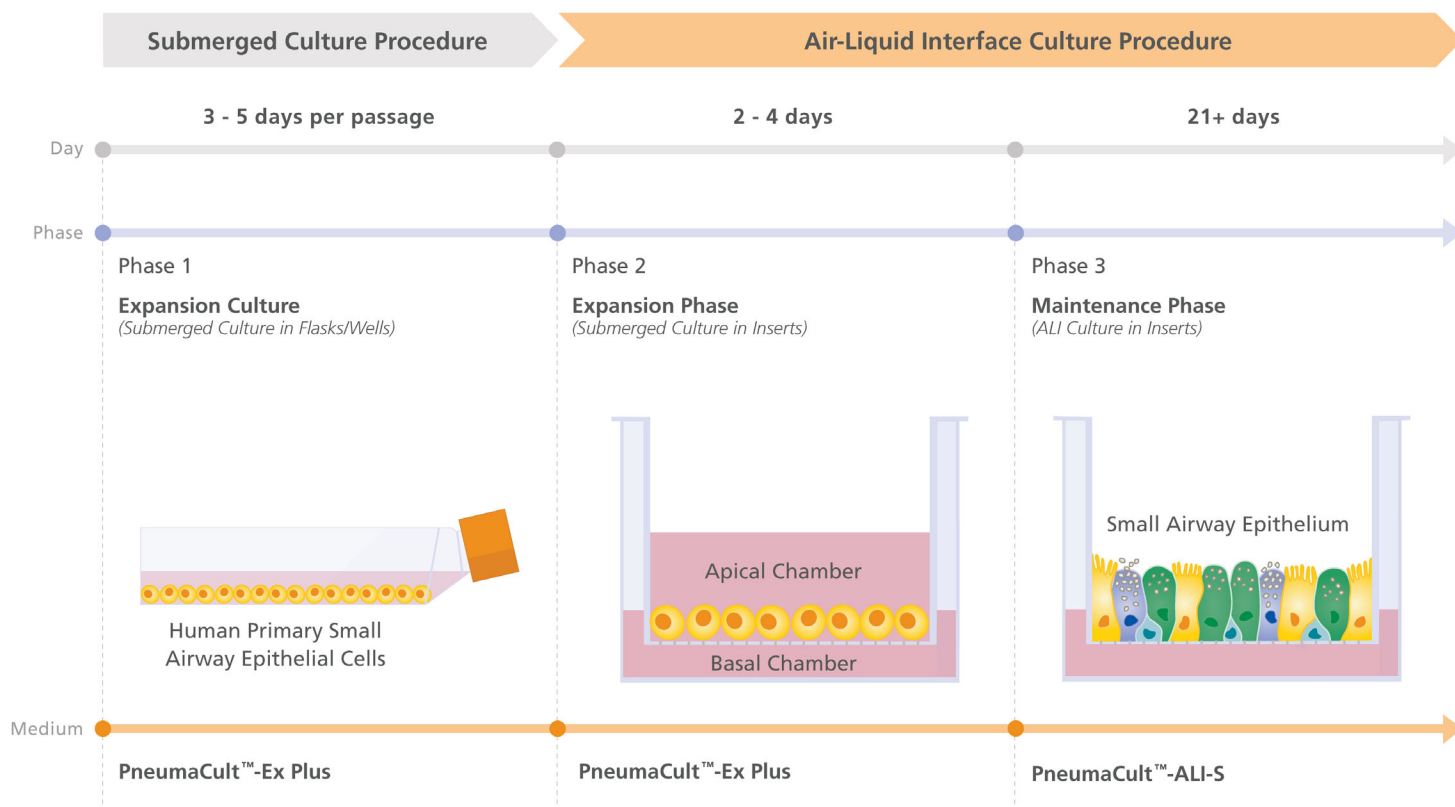 Submerged Culture Procedure
Air-Liquid Interface Culture Procedure
3 - 5 days per passage
2 - 4 days
21+ days
Day
Phase
Phase 1
Expansion Culture
(Submerged Culture in Flasks/Wells)
Phase 2
Expansion Phase
(Submerged Culture in Inserts)
Phase 3
Maintenance Phase
(ALI Culture in Inserts)
Human Primary Small
Airway Epithelial Cells
Apical Chamber
Basal Chamber
Small Airway Epithelium
Medium
PneumaCult™-Ex Plus
PneumaCult™-Ex Plus
PneumaCult™-ALI-S